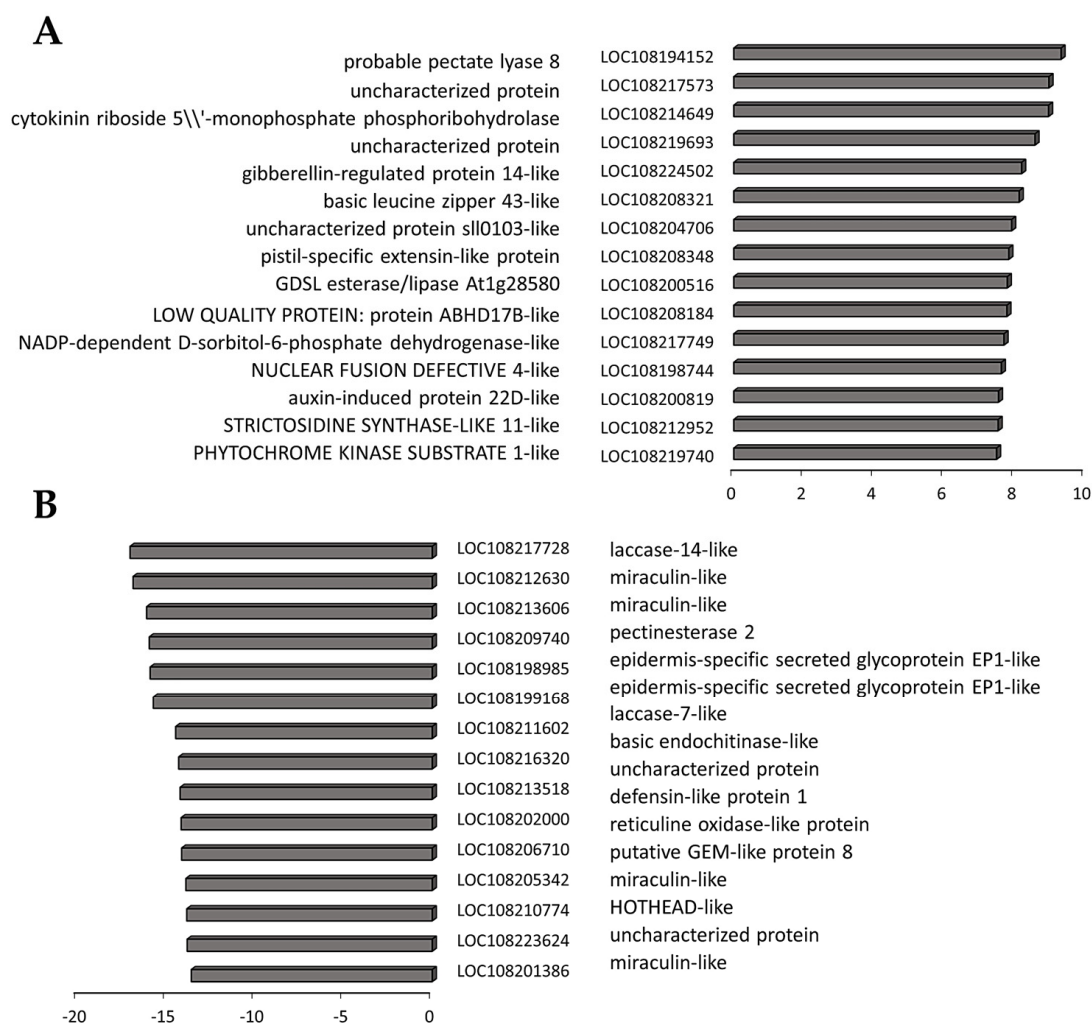 A
probable pectate lyase 8 LOC108194152
uncharacterized protein LOC108217573
cytokinin riboside 5\\'-monophosphate phosphoribohydrolase LOC108214649
uncharacterized protein LOC108219693
gibberellin-regulated protein 14-like LOC108224502
basic leucine zipper 43-like LOC108208321
uncharacterized protein sll0103-like LOC108204706
pistil-specific extensin-like protein LOC108208348
GDSL esterase/lipase At1g28580 LOC108200516
LOW QUALITY PROTEIN: protein ABHD17B-like LOC108208184
NADP-dependent D-sorbitol-6-phosphate dehydrogenase-like LOC108217749
NUCLEAR FUSION DEFECTIVE 4-like LOC108198744
auxin-induced protein 22D-like LOC108200819
STRICTOSIDINE SYNTHASE-LIKE 11-like LOC108212952
PHYTOCHROME KINASE SUBSTRATE 1-like LOC108219740
0 2 4 6 8 10
B
LOC108217728 laccase-14-like
LOC108212630 miraculin-like
LOC108213606 miraculin-like
LOC108209740 pectinesterase 2
LOC108198985 epidermis-specific secreted glycoprotein EP1-like
LOC108199168 epidermis-specific secreted glycoprotein EP1-like
LOC108211602 laccase-7-like
LOC108216320 basic endochitinase-like
LOC108213518 uncharacterized protein
LOC108202000 defensin-like protein 1
LOC108206710 reticuline oxidase-like protein
LOC108205342 putative GEM-like protein 8
LOC108210774 miraculin-like
LOC108223624 HOTHEAD-like
LOC108201386 uncharacterized protein
miraculin-like
-20 -15 -10 -5 0